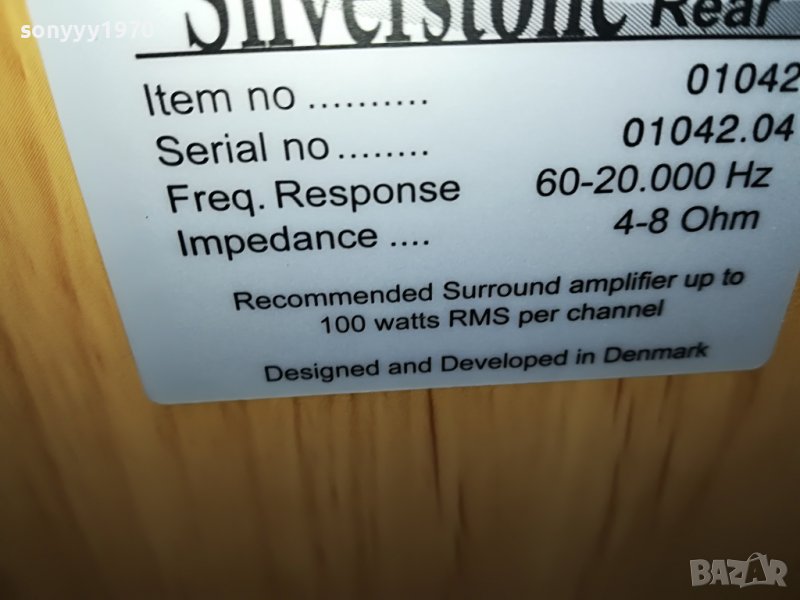 sonyyy1970
Silverstone Rear
Item no .......... 01042
Serial no ........ 01042.04
Freq. Response 60-20.000 Hz
Impedance .... 4-8 Ohm
Recommended Surround amplifier up to
100 watts RMS per channel
Designed and Developed in Denmark
BAZAR